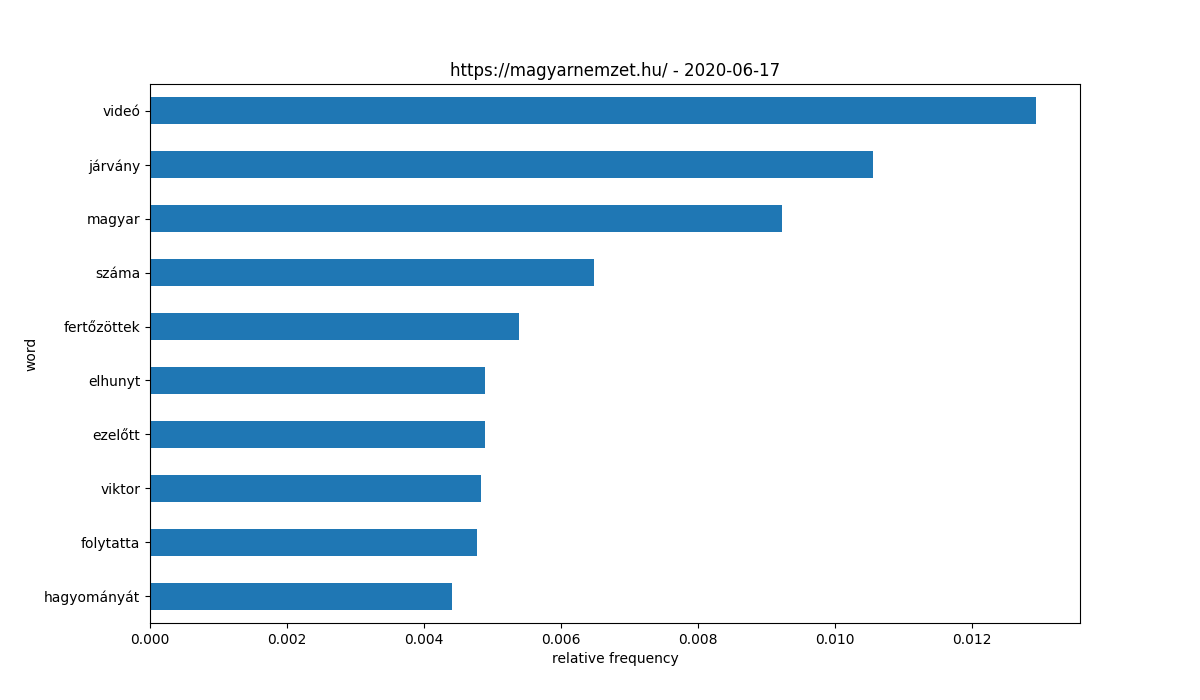 https://magyarnemzet.hu/ - 2020-06-17
videó
járvány
magyar
száma
fertőzöttek
elhunyt
ezelőtt
viktor
folytatta
hagyományát
word
0.000 0.002 0.004 0.006 0.008 0.010 0.012
relative frequency